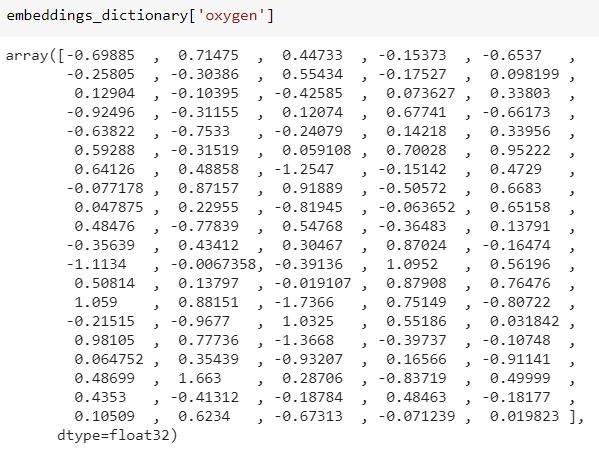 embeddings_dictionary['oxygen']
array([-0.69885  ,  0.71475  ,  0.44733  , -0.15373  , -0.6537   ,
       -0.25805  , -0.30386  ,  0.55434  , -0.17527  ,  0.098199 ,
        0.12904  , -0.10395  , -0.42585  ,  0.073627 ,  0.33803  ,
       -0.92496  , -0.31155  ,  0.12074  ,  0.67741  , -0.66173  ,
       -0.63822  , -0.7533   , -0.24079  ,  0.14218  ,  0.33956  ,
        0.59288  , -0.31519  ,  0.059108 ,  0.70028  ,  0.95222  ,
        0.64126  ,  0.48858  , -1.2547   , -0.15142  ,  0.4729   ,
       -0.077178 ,  0.87157  ,  0.91889  , -0.50572  ,  0.6683   ,
        0.047875 ,  0.22955  , -0.81945  , -0.063652 ,  0.65158  ,
        0.48476  , -0.77839  ,  0.54768  , -0.36483  ,  0.13791  ,
       -0.35639  ,  0.43412  ,  0.30467  ,  0.87024  , -0.16474  ,
       -1.1134   , -0.0067358, -0.39136  ,  1.0952   ,  0.56196  ,
        0.50814  ,  0.13797  , -0.019107 ,  0.87908  ,  0.76476  ,
        1.059    ,  0.88151  , -1.7366   ,  0.75149  , -0.80722  ,
       -0.21515  , -0.9677   ,  1.0325   ,  0.55186  ,  0.031842 ,
        0.98105  ,  0.77736  , -1.3668   , -0.39737  , -0.10748  ,
        0.064752 ,  0.35439  , -0.93207  ,  0.16566  , -0.91141  ,
        0.48699  ,  1.663    ,  0.28706  , -0.83719  ,  0.49999  ,
        0.4353   , -0.41312  , -0.18784  ,  0.48463  , -0.18177  ,
        0.10509  ,  0.6234   , -0.67313  , -0.071239 ,  0.019823 ],
      dtype=float32)